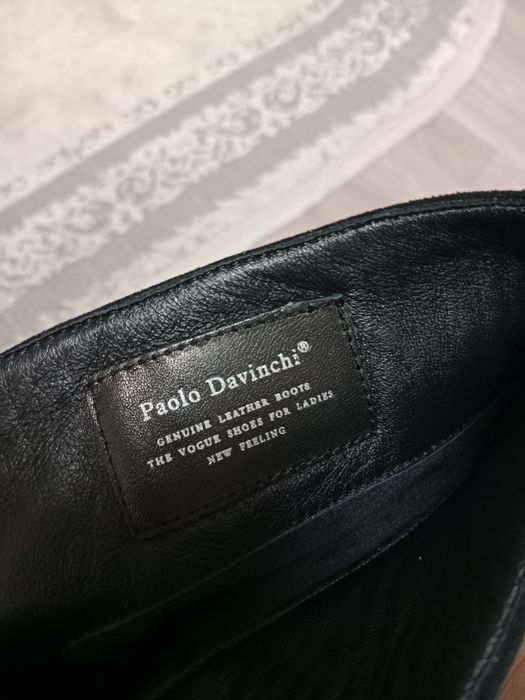 Paolo Davinchi®
GENUINE LEATHER BOOTS
THE VOGUE SHOES FOR LADIES
NEW FEELING